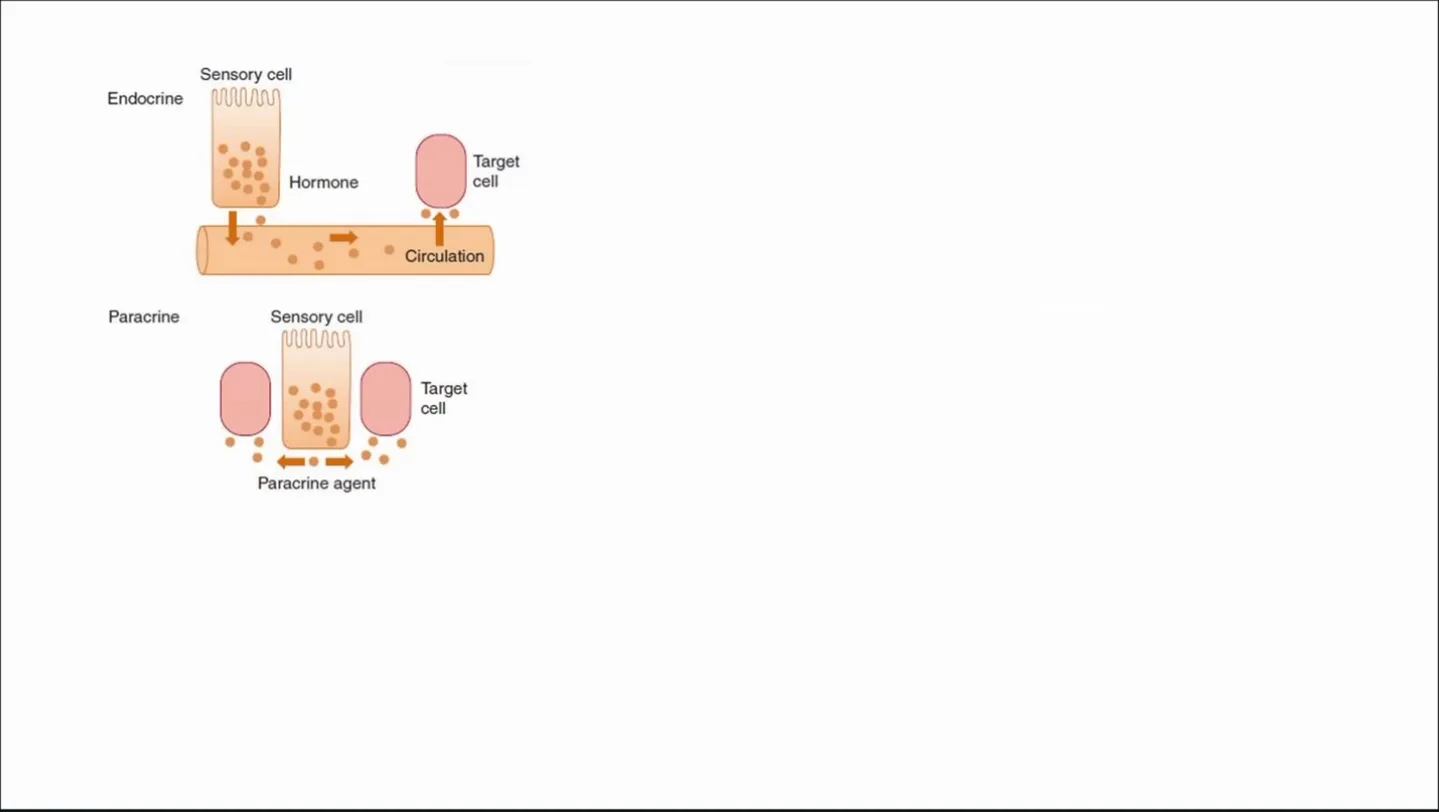 Sensory cell
Endocrine
Target
cell
Hormone
Circulation
Paracrine
Sensory cell
Target
cell
Paracrine agent